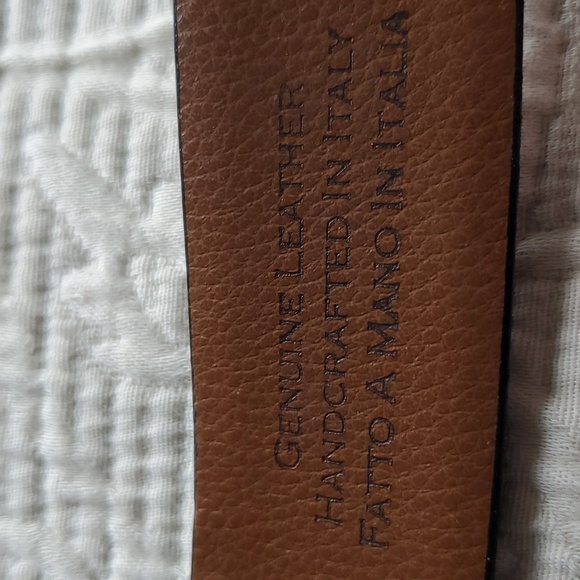 GENUINE LEATHER
HANDCRAFTED IN ITALY
FATTO A MANO IN ITALIA